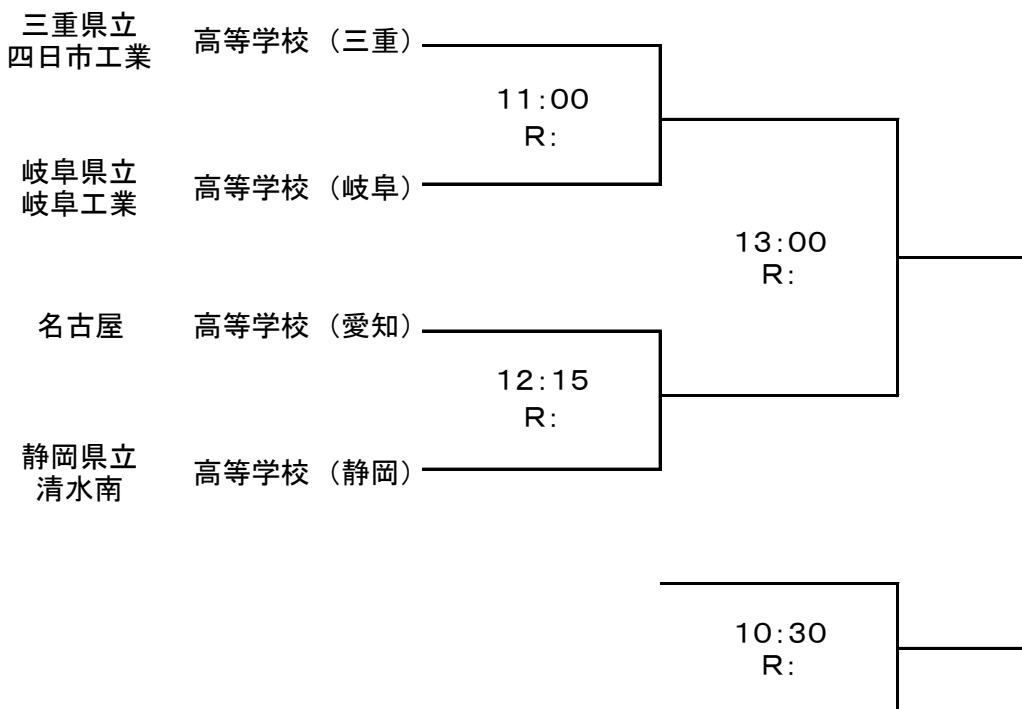 三重県立
四日市工業
高等学校 （三重）
11:00
R:
岐阜県立
岐阜工業
高等学校 （岐阜）
13:00
R:
名古屋
高等学校 （愛知）
12:15
R:
静岡県立
清水南
高等学校 （静岡）
10:30
R: